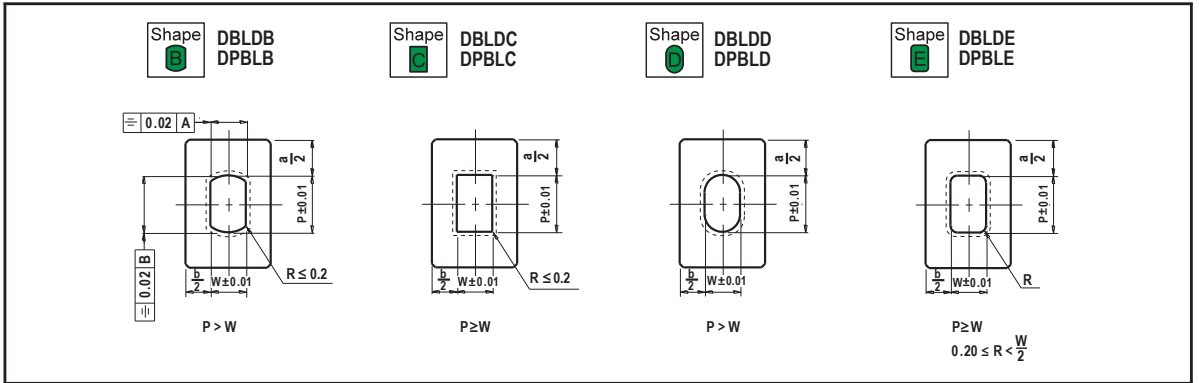 Shape
B
DBLDB
DPBLB
Shape
C
DBLDC
DPBLC
Shape
D
DBLDD
DPBLD
Shape
E
DBLDE
DPBLE
⌯ 0.02 A
⌯ 0.02 B
a/2
P±0.01
b/2
W±0.01
R ≤ 0.2
P > W
a/2
P±0.01
b/2
W±0.01
R ≤ 0.2
P≥W
a/2
P±0.01
b/2
W±0.01
P > W
a/2
P±0.01
b/2
W±0.01
R
P≥W
0.20 ≤ R < W/2